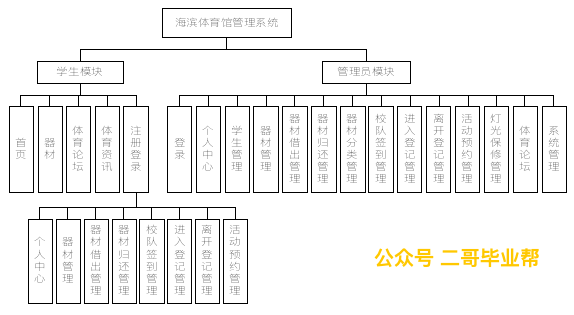 海滨体育馆管理系统
学生模块
管理员模块
首页
器材
体育论坛
体育资讯
注册登录
登录
个人中心
学生管理
器材管理
器材借出管理
器材归还管理
器材分类管理
校队签到管理
进入登记管理
离开登记管理
活动预约管理
灯光保修管理
体育论坛
系统管理
个人中心
器材管理
器材借出管理
器材归还管理
校队签到管理
进入登记管理
离开登记管理
活动预约管理
公众号 二哥毕业帮